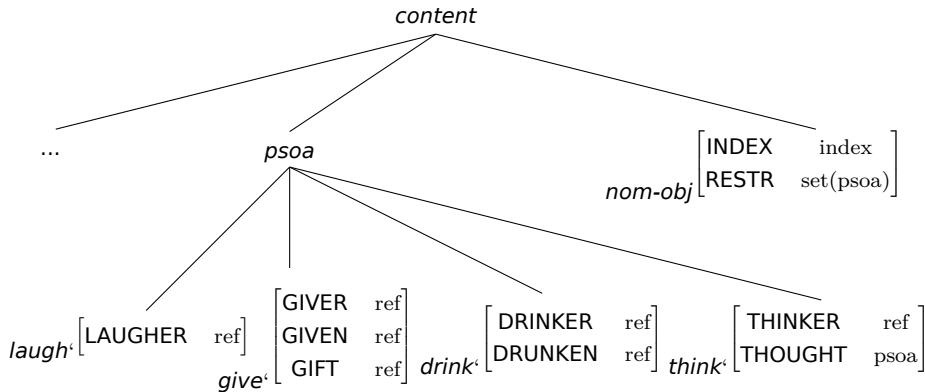 content
...
psoa
nom-obj [INDEX index
RESTR set(psoa)]
laugh‘ [LAUGHER ref]
give‘ [GIVER ref
GIVEN ref
GIFT ref]
drink‘ [DRINKER ref
DRUNKEN ref]
think‘ [THINKER ref
THOUGHT psoa]